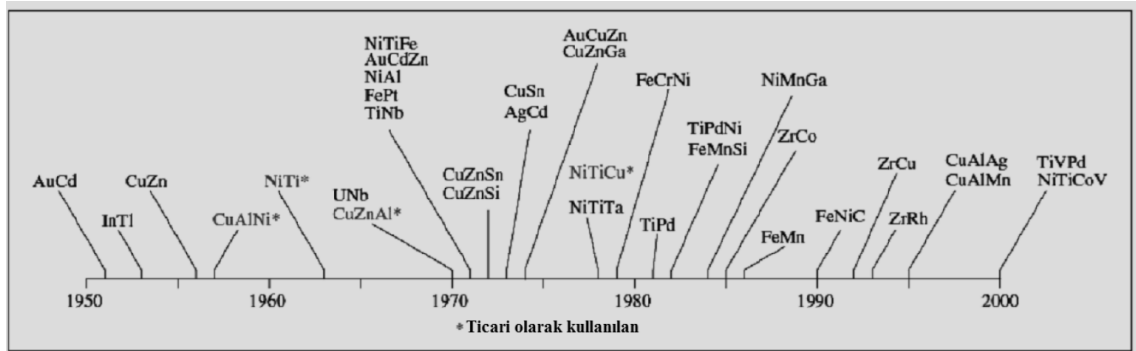 AuCd
InTl
CuZn
CuAlNi*
NiTi*
UNb
CuZnAl*
NiTiFe
AuCdZn
NiAl
FePt
TiNb
CuZnSn
CuZnSi
CuSn
AgCd
AuCuZn
CuZnGa
NiTiCu*
NiTiTa
FeCrNi
TiPd
TiPdNi
FeMnSi
NiMnGa
ZrCo
FeMn
FeNiC
ZrCu
ZrRh
CuAlAg
CuAlMn
TiVPd
NiTiCoV
1950 1960 1970 1980 1990 2000
* Ticari olarak kullanılan